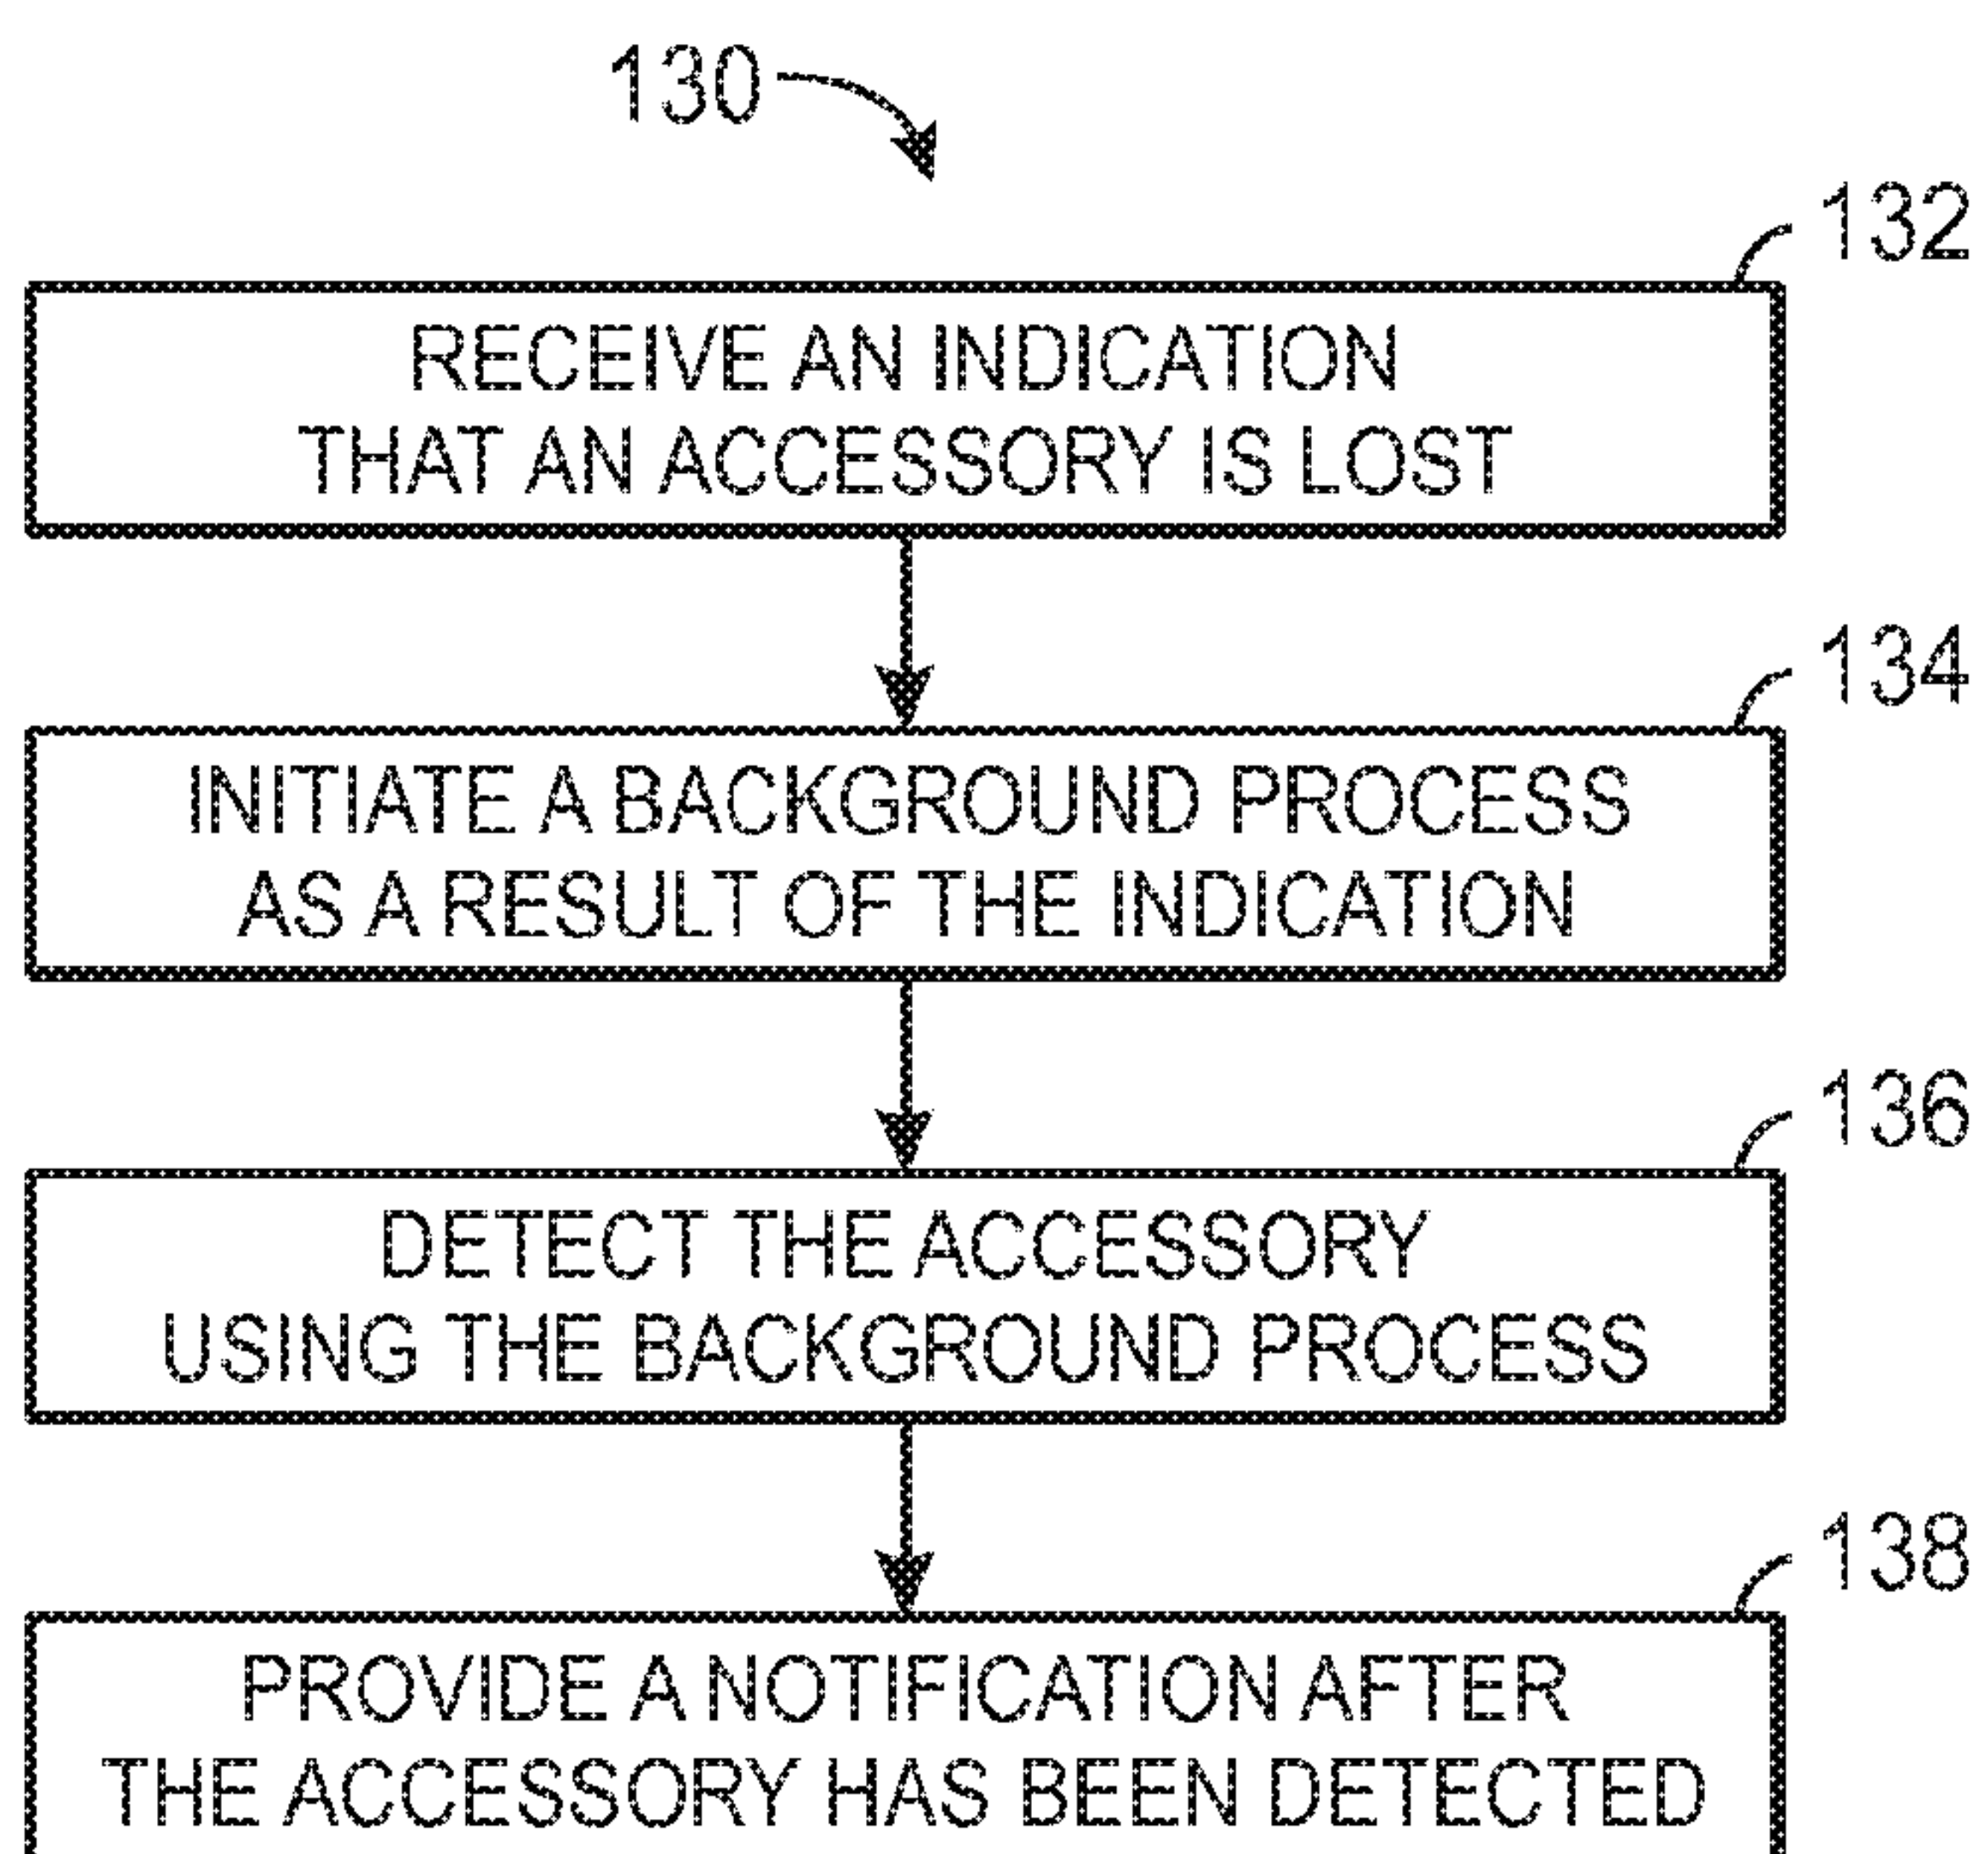 130
132
RECEIVE AN INDICATION
THAT AN ACCESSORY IS LOST
134
INITIATE A BACKGROUND PROCESS
AS A RESULT OF THE INDICATION
136
DETECT THE ACCESSORY
USING THE BACKGROUND PROCESS
138
PROVIDE A NOTIFICATION AFTER
THE ACCESSORY HAS BEEN DETECTED